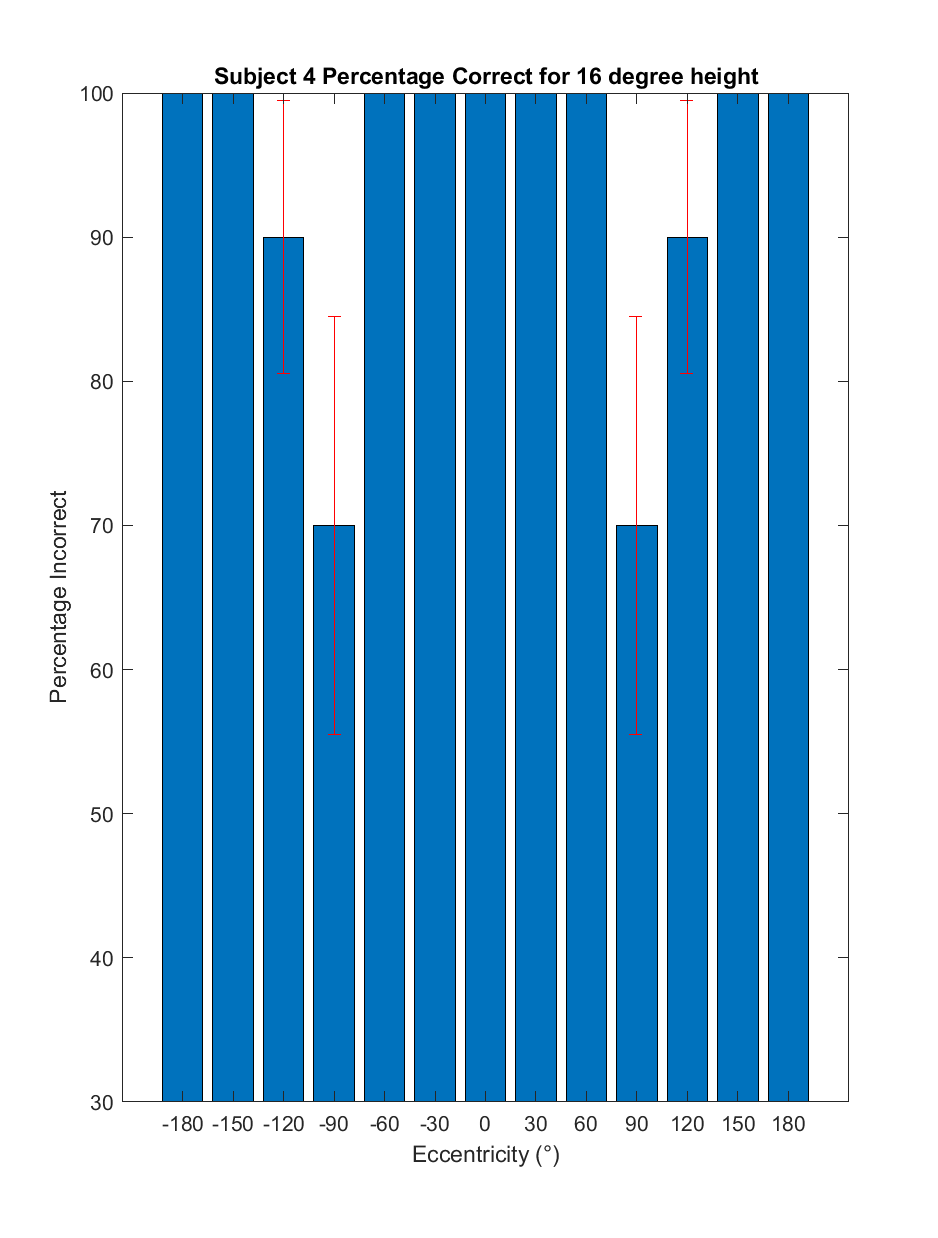 Subject 4 Percentage Correct for 16 degree height
100
90
80
70
60
50
40
30
Percentage Incorrect
-180 -150 -120 -90 -60 -30 0 30 60 90 120 150 180
Eccentricity (°)